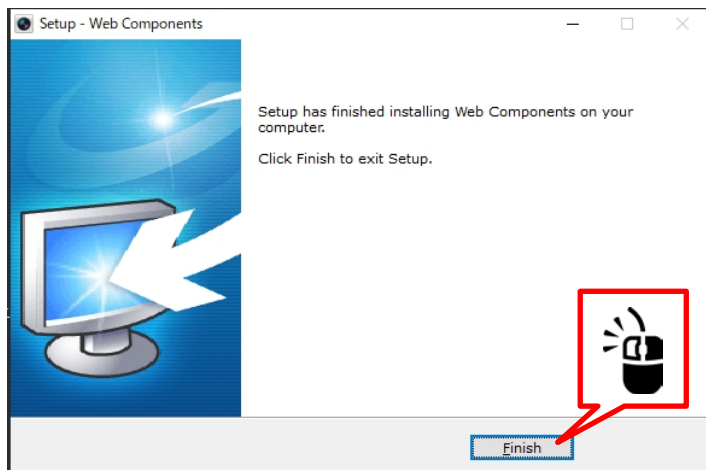 Setup - Web Components
Setup has finished installing Web Components on your
computer.
Click Finish to exit Setup.
Finish